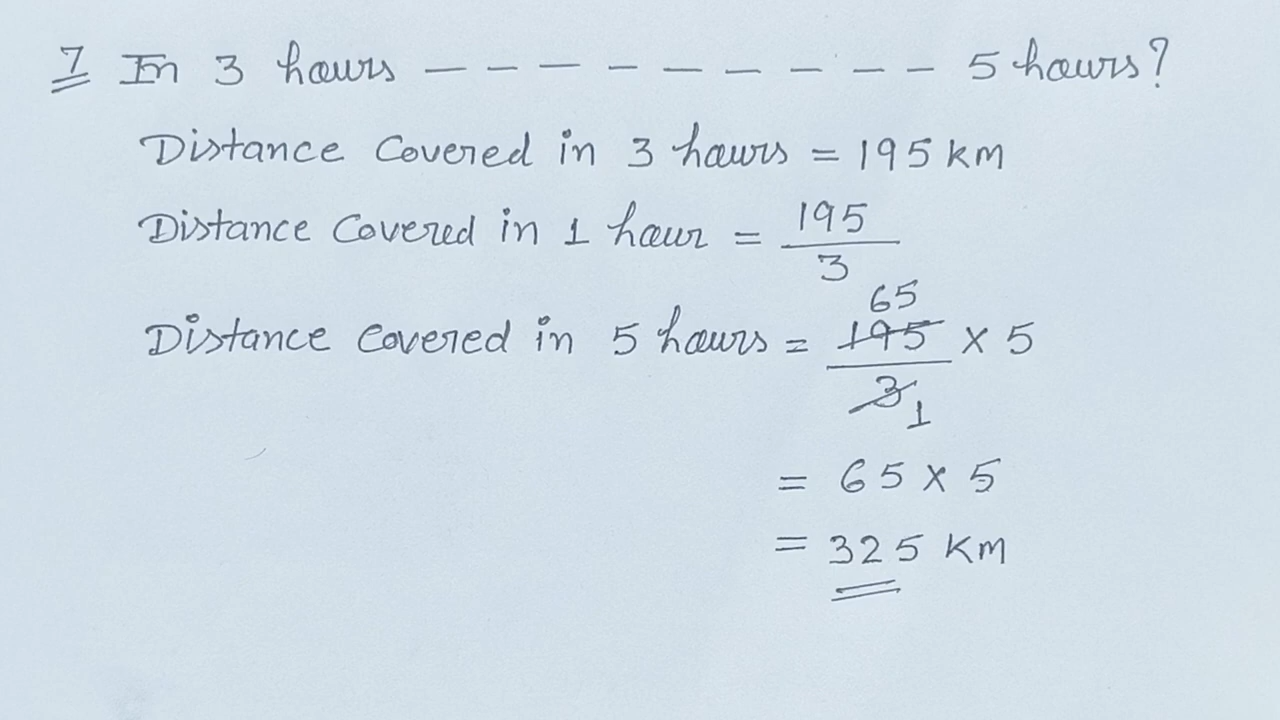 7 In 3 hours - - - - - - - - - - 5 hours?
Distance Covered in 3 hours = 195 km
Distance Covered in 1 hour = 195/3
Distance Covered in 5 hours = 65 195/3 1 × 5
= 65 × 5
= 325 km